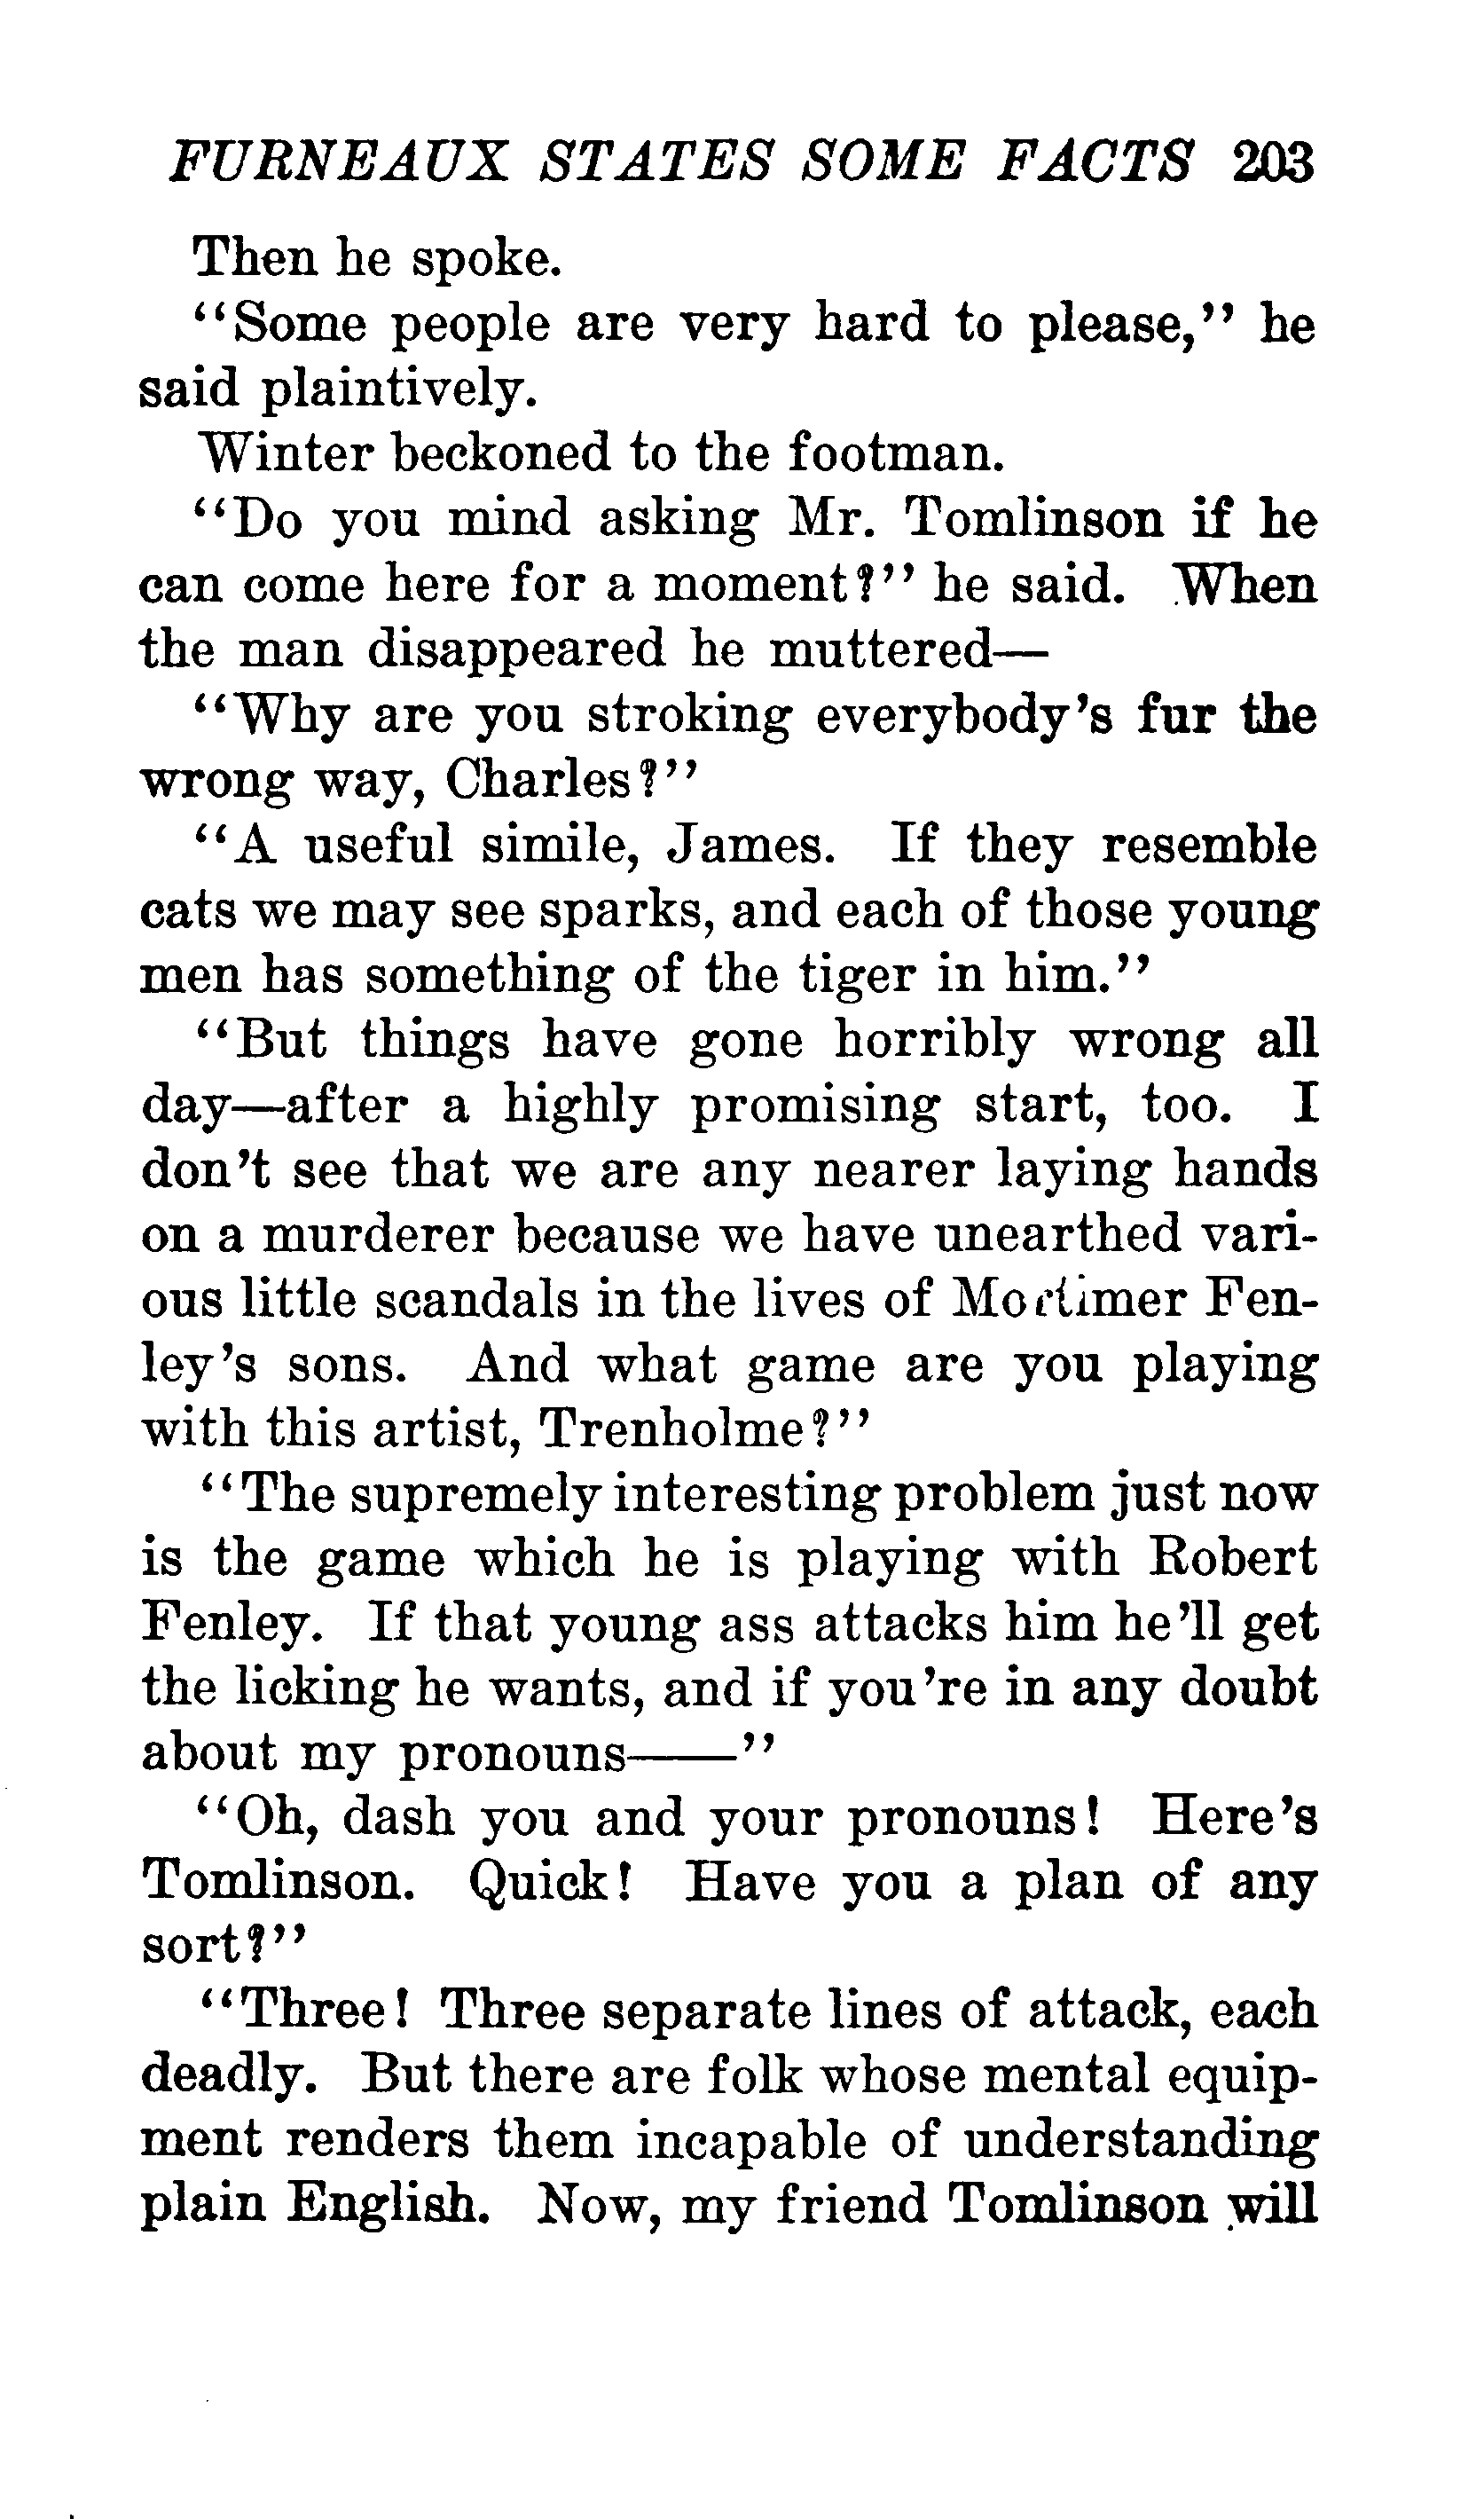 FURNEAUX STATES SOME FACTS 203
Then he spoke.
"Some people are very hard to please," he
said plaintively.
Winter beckoned to the footman.
"Do you mind asking Mr. Tomlinson if he
can come here for a moment?" he said. When
the man disappeared he muttered—
"Why are you stroking everybody's fur the
wrong way, Charles?"
"A useful simile, James. If they resemble
cats we may see sparks, and each of those young
men has something of the tiger in him."
"But things have gone horribly wrong all
day—after a highly promising start, too. I
don't see that we are any nearer laying hands
on a murderer because we have unearthed vari-
ous little scandals in the lives of Mortimer Fen-
ley's sons. And what game are you playing
with this artist, Trenholme?"
"The supremely interesting problem just now
is the game which he is playing with Robert
Fenley. If that young ass attacks him he'll get
the licking he wants, and if you're in any doubt
about my pronouns——"
"Oh, dash you and your pronouns! Here's
Tomlinson. Quick! Have you a plan of any
sort?"
"Three! Three separate lines of attack, each
deadly. But there are folk whose mental equip-
ment renders them incapable of understanding
plain English. Now, my friend Tomlinson will